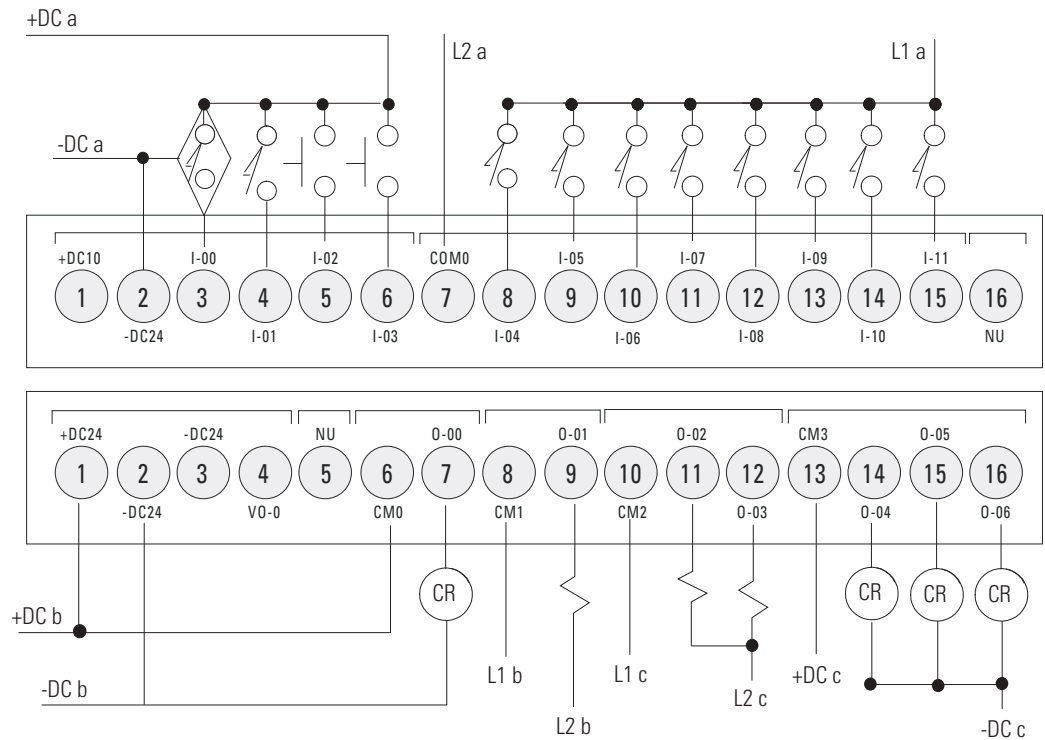 +DC a
L2 a
L1 a
-DC a
+DC10 I-00 I-02 COM0 I-05 I-07 I-09 I-11
1 2 3 4 5 6 7 8 9 10 11 12 13 14 15 16
-DC24 I-01 I-03 I-04 I-06 I-08 I-10 NU
+DC24 -DC24 NU O-00 O-01 O-02 CM3 O-05
1 2 3 4 5 6 7 8 9 10 11 12 13 14 15 16
-DC24 VO-0 CM0 CM1 CM2 O-03 O-04 O-06
CR CR CR CR
+DC b
L1 b
L1 c
+DC c
-DC b
L2 c
L2 b
-DC c